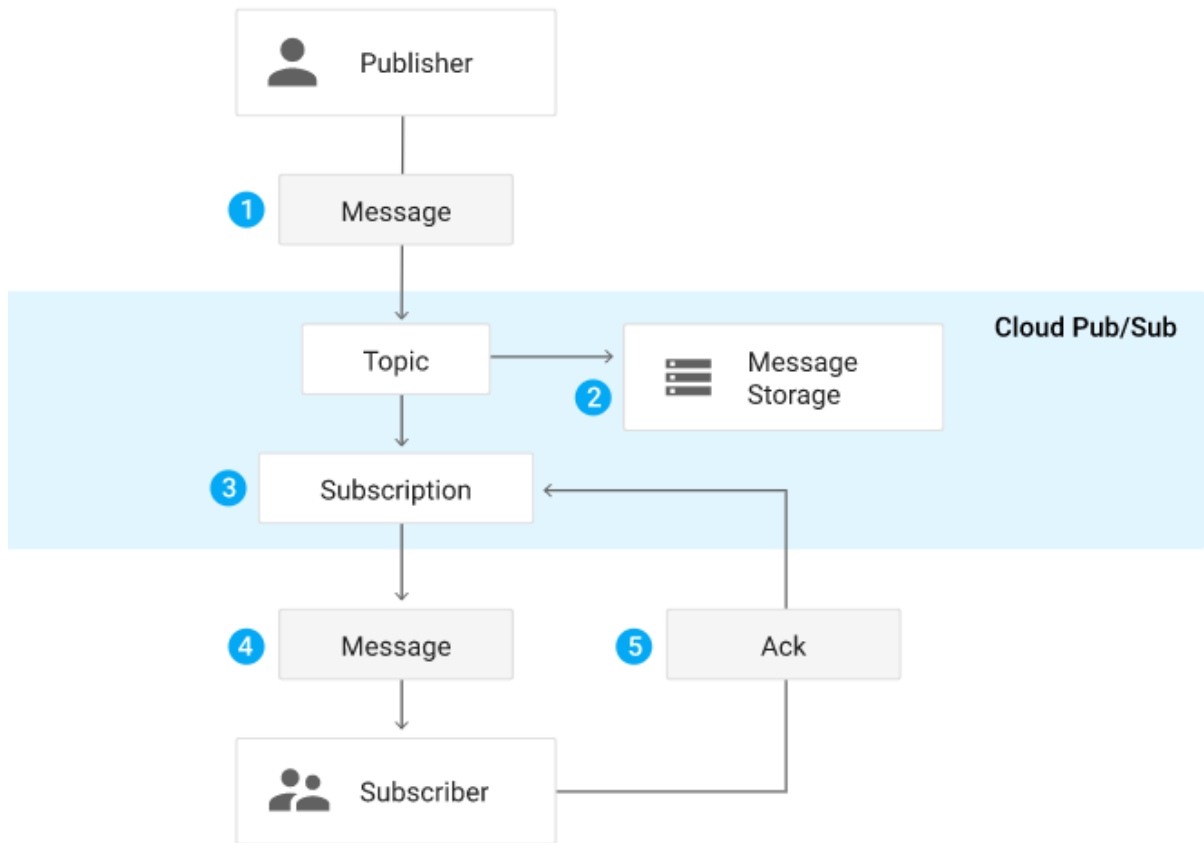 Publisher
1
Message
Cloud Pub/Sub
Topic
Message
Storage
2
3
Subscription
4
Message
5
Ack
Subscriber